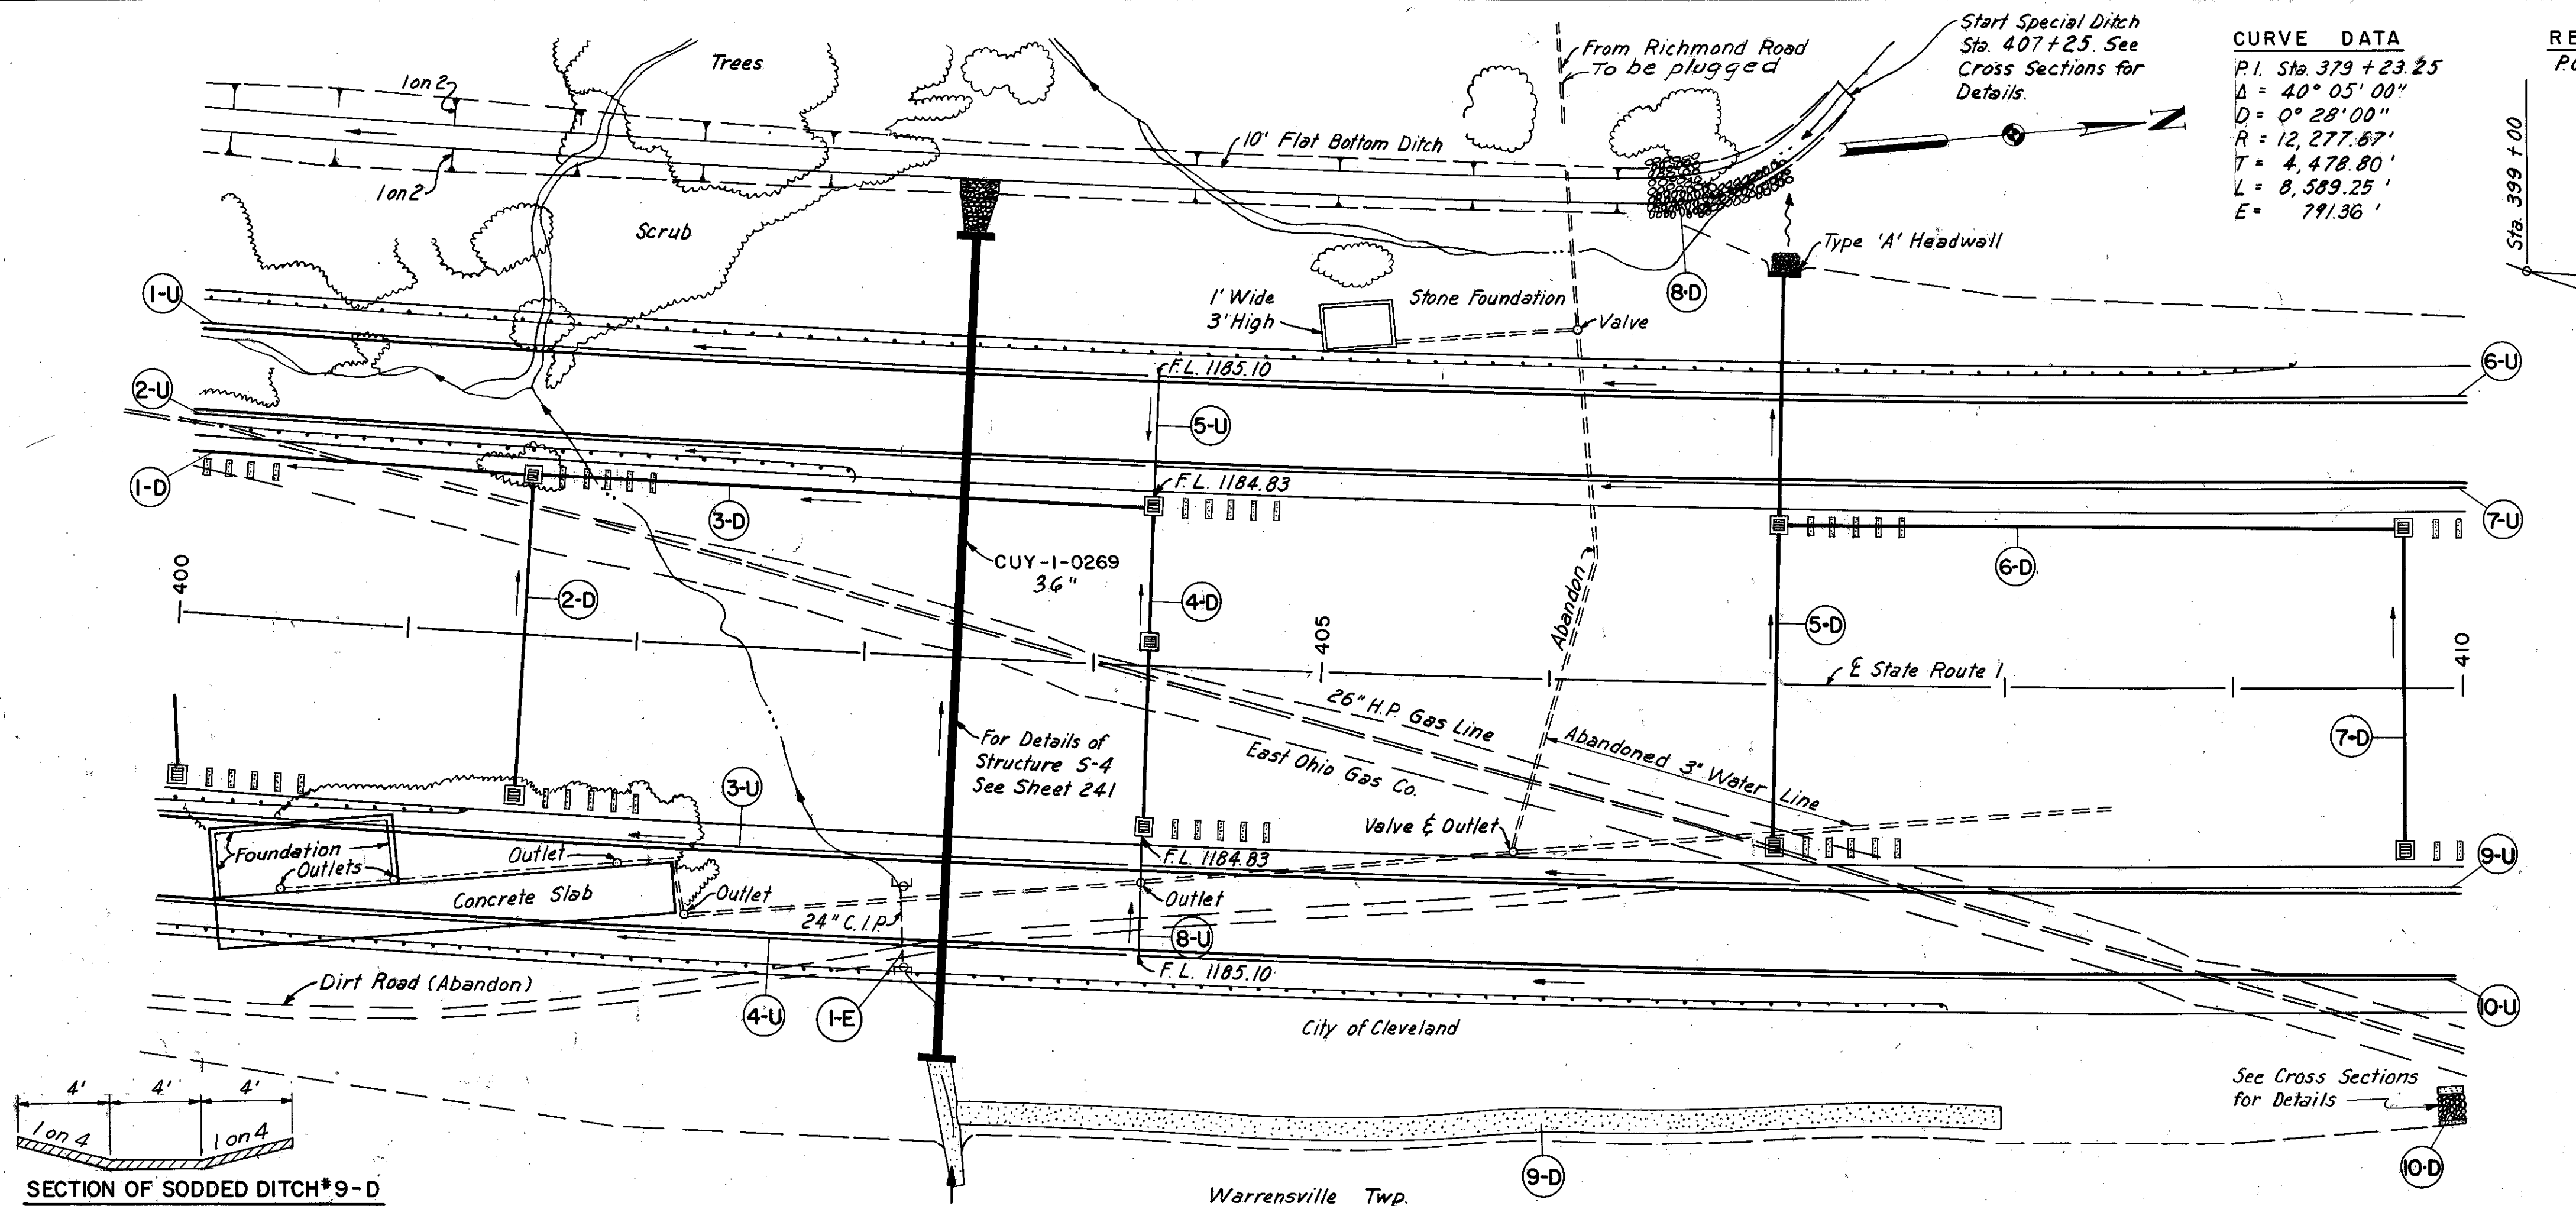 Start Special Ditch
Sta. 407+25. See
Cross Sections for
Details.
CURVE DATA
P.I. Sta. 379+23.25
Δ = 40° 05' 00"
D = 0° 28' 00"
R = 12,277.67'
T = 4,478.80'
L = 8,589.25'
E = 791.36'
Sta. 399+00
From Richmond Road
To be plugged
Trees
1 on 2
10' Flat Bottom Ditch
1 on 2
Scrub
N
Type 'A' Headwall
1-U
1' Wide
3' High
Stone Foundation
8-D
Valve
6-U
F.L. 1185.10
2-U
5-U
1-D
F.L. 1184.83
3-D
7-U
CUY-1-0269
36"
6-D
400
2-D
4-D
Abandon
405
5-D
410
℄ State Route 1
26" H.P. Gas Line
East Ohio Gas Co.
Abandoned 3" Water Line
7-D
For Details of
Structure S-4
See Sheet 241
3-U
Valve & Outlet
Foundation
Outlets
Outlet
F.L. 1184.83
9-U
Concrete Slab
Outlet
Outlet
24" C.I.P.
8-U
F.L. 1185.10
Dirt Road (Abandon)
4-U
1-E
10-U
City of Cleveland
See Cross Sections
for Details
4' 4' 4'
1 on 4 1 on 4
9-D
10-D
SECTION OF SODDED DITCH #9-D
Warrensville Twp.